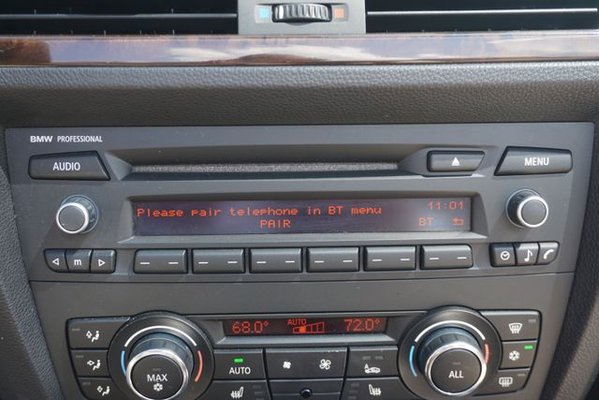 BMW PROFESSIONAL
AUDIO
MENU
Please pair telephone in BT menu 11:01
PAIR BT
m
68.0° AUTO 72.0°
AUTO
MAX
ALL